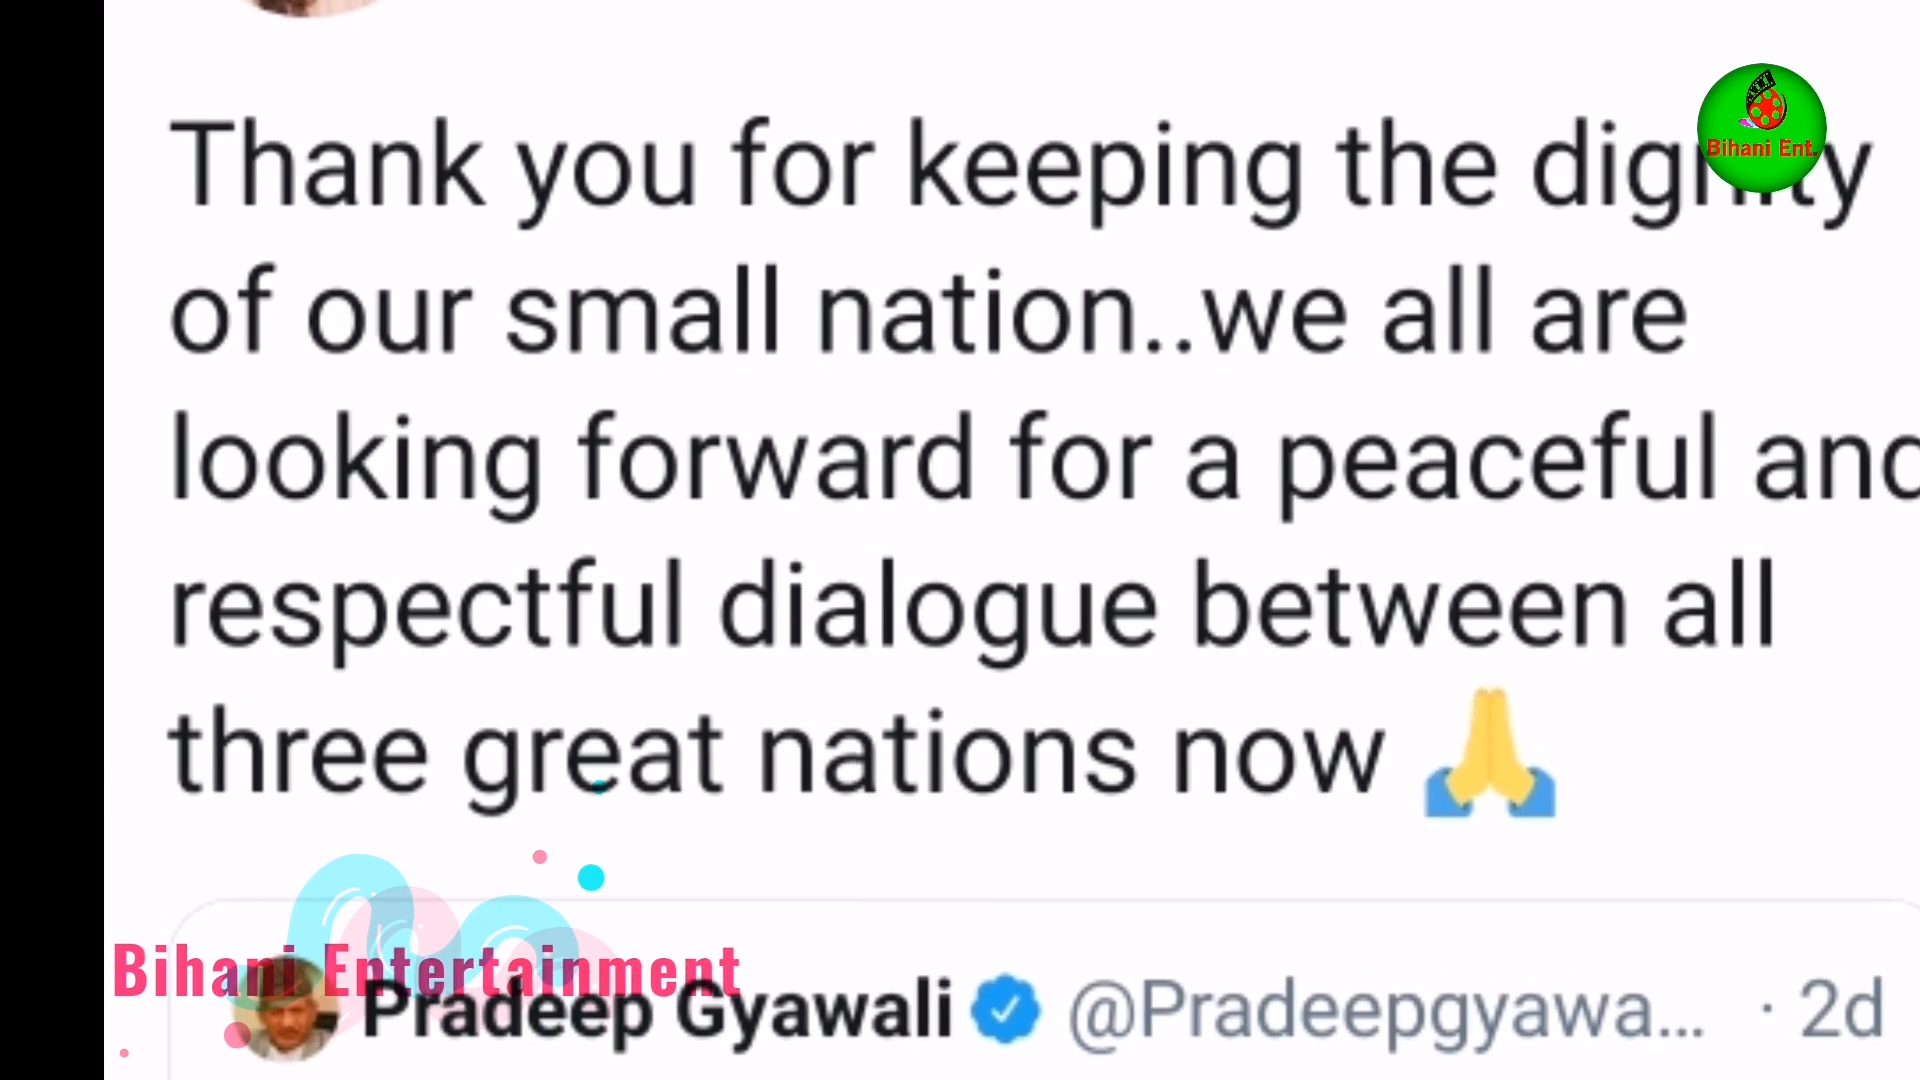 Thank you for keeping the dignity
of our small nation..we all are
looking forward for a peaceful and
respectful dialogue between all
three great nations now 🙏
Bihani Ent.
Bihani Entertainment
Pradeep Gyawali @Pradeepgyawa... · 2d